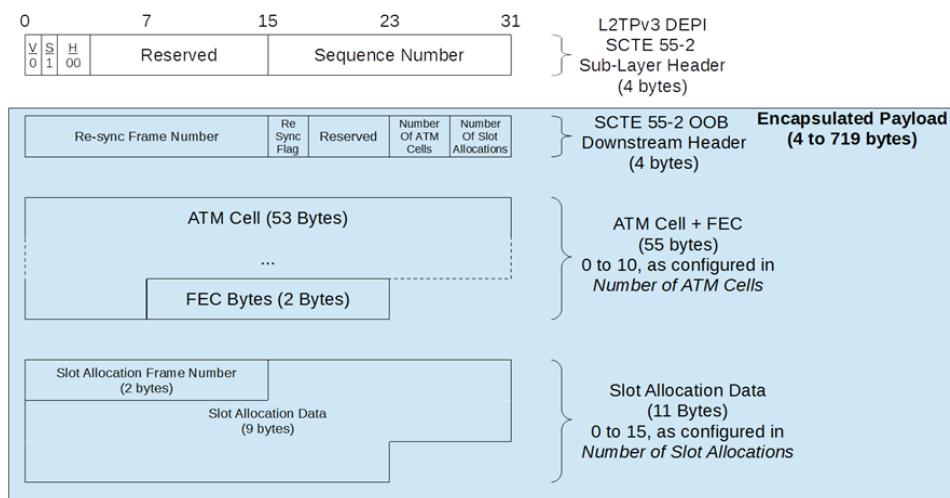 0 7 15 23 31
V
0
S
1
H
00
Reserved
Sequence Number
L2TPv3 DEPI
SCTE 55-2
Sub-Layer Header
(4 bytes)
Re-sync Frame Number
Re
Sync
Flag
Reserved
Number
Of ATM
Cells
Number
Of Slot
Allocations
SCTE 55-2 OOB
Downstream Header
(4 bytes)
Encapsulated Payload
(4 to 719 bytes)
ATM Cell (53 Bytes)
...
FEC Bytes (2 Bytes)
ATM Cell + FEC
(55 bytes)
0 to 10, as configured in
Number of ATM Cells
Slot Allocation Frame Number
(2 bytes)
Slot Allocation Data
(9 bytes)
Slot Allocation Data
(11 Bytes)
0 to 15, as configured in
Number of Slot Allocations